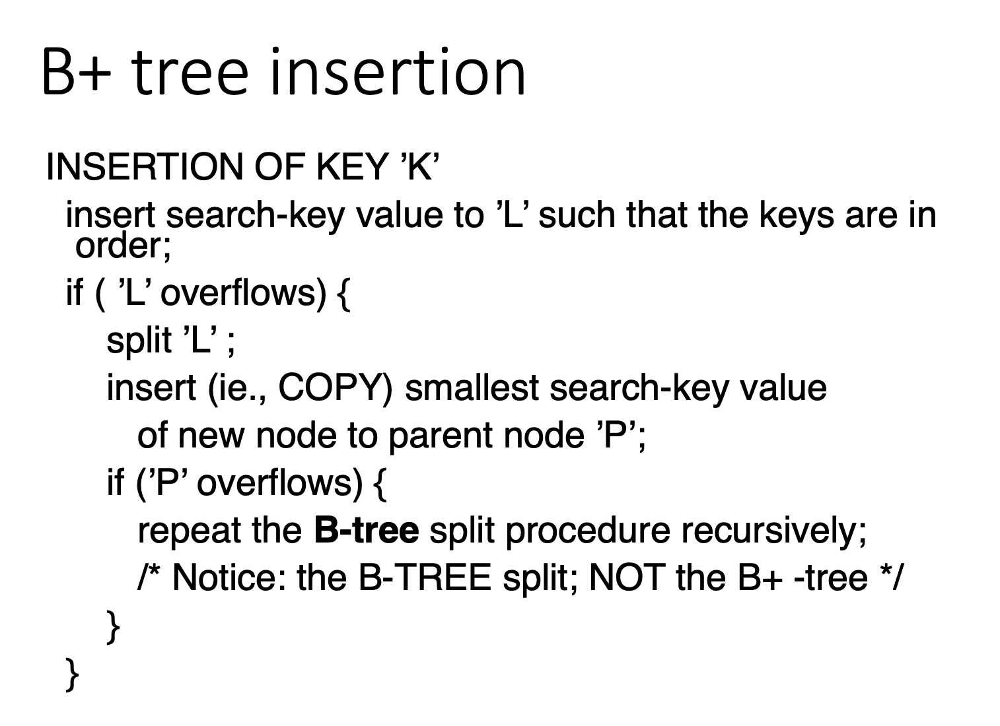 B+ tree insertion
INSERTION OF KEY ’K’
insert search-key value to ’L’ such that the keys are in
order;
if ( ’L’ overflows) {
split ’L’ ;
insert (ie., COPY) smallest search-key value
of new node to parent node ’P’;
if (’P’ overflows) {
repeat the B-tree split procedure recursively;
/* Notice: the B-TREE split; NOT the B+ -tree */
}
}